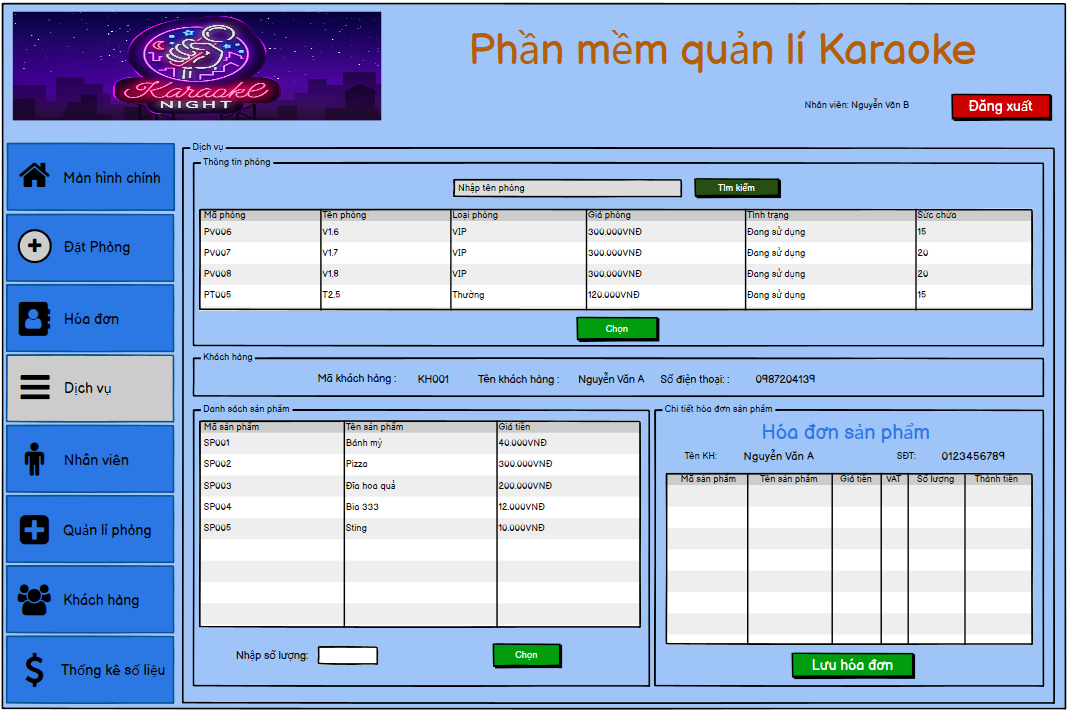 Karaoke
NIGHT
Phần mềm quản lí Karaoke
Nhân viên: Nguyễn Văn B
Đăng xuất
Màn hình chính
Đặt Phòng
Hóa đơn
Dịch vụ
Nhân viên
Quản lí phòng
Khách hàng
Thống kê số liệu
Dịch vụ
Thông tin phòng
Nhập tên phòng
Tìm kiếm
Mã phòng Tên phòng Loại phòng Giá phòng Tình trạng Sức chứa
PV006 V1.6 VIP 300.000VNĐ Đang sử dụng 15
PV007 V1.7 VIP 300.000VNĐ Đang sử dụng 20
PV008 V1.8 VIP 300.000VNĐ Đang sử dụng 20
PT005 T2.5 Thường 120.000VNĐ Đang sử dụng 15
Chọn
Khách hàng
Mã khách hàng : KH001 Tên khách hàng : Nguyễn Văn A Số điện thoại: : 0987204139
Danh sách sản phẩm
Mã sản phẩm Tên sản phẩm Giá tiền
SP001 Bánh mỳ 40.000VNĐ
SP002 Pizza 300.000VNĐ
SP003 Đĩa hoa quả 200.000VNĐ
SP004 Bia 333 12.000VNĐ
SP005 Sting 10.000VNĐ
Nhập số lượng:
Chọn
Chi tiết hóa đơn sản phẩm
Hóa đơn sản phẩm
Tên KH: Nguyễn Văn A SĐT: 0123456789
Mã sản phẩm Tên sản phẩm Giá tiền VAT Số lượng Thành tiền
Lưu hóa đơn